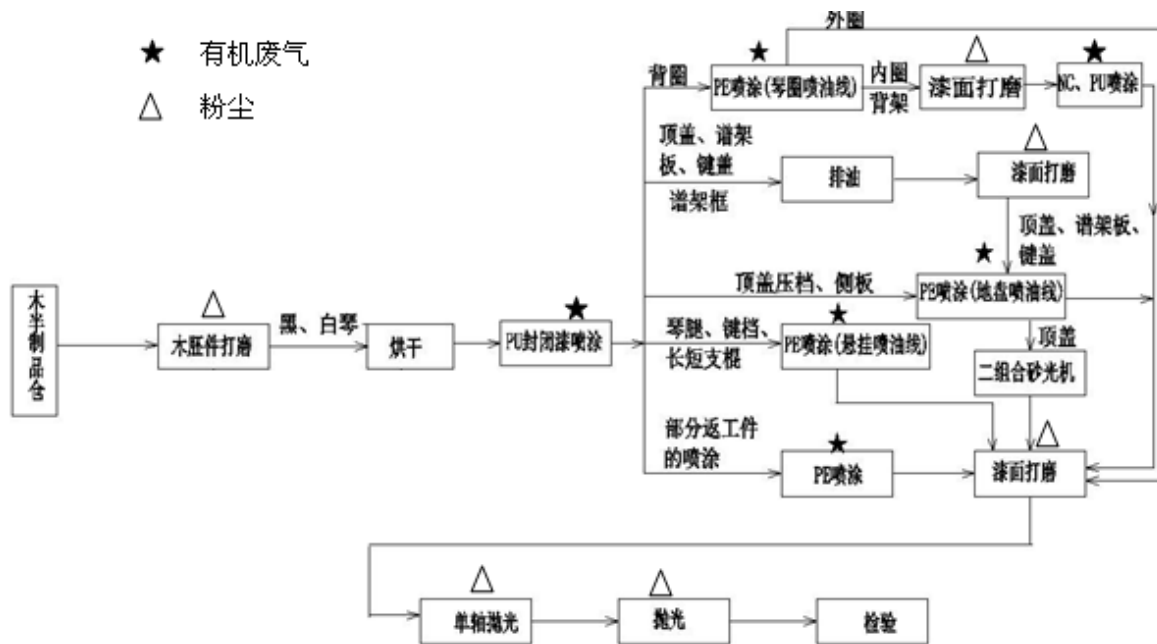 有机废气
粉尘
外圈
背圈
PE喷涂(琴圈喷油线)
内圈
背架
漆面打磨
NC、PU喷涂
顶盖、谱架
板、键盖
谱架框
排油
漆面打磨
顶盖、谱架板、
键盖
顶盖压档、侧板
PE喷涂(地盘喷油线)
木半制品仓
木胚件打磨
黑、白琴
烘干
PU封闭漆喷涂
琴腿、键档、
长短支棍
PE喷涂(悬挂喷油线)
顶盖
二组合砂光机
部分返工件
的喷涂
PE喷涂
漆面打磨
单轴抛光
抛光
检验